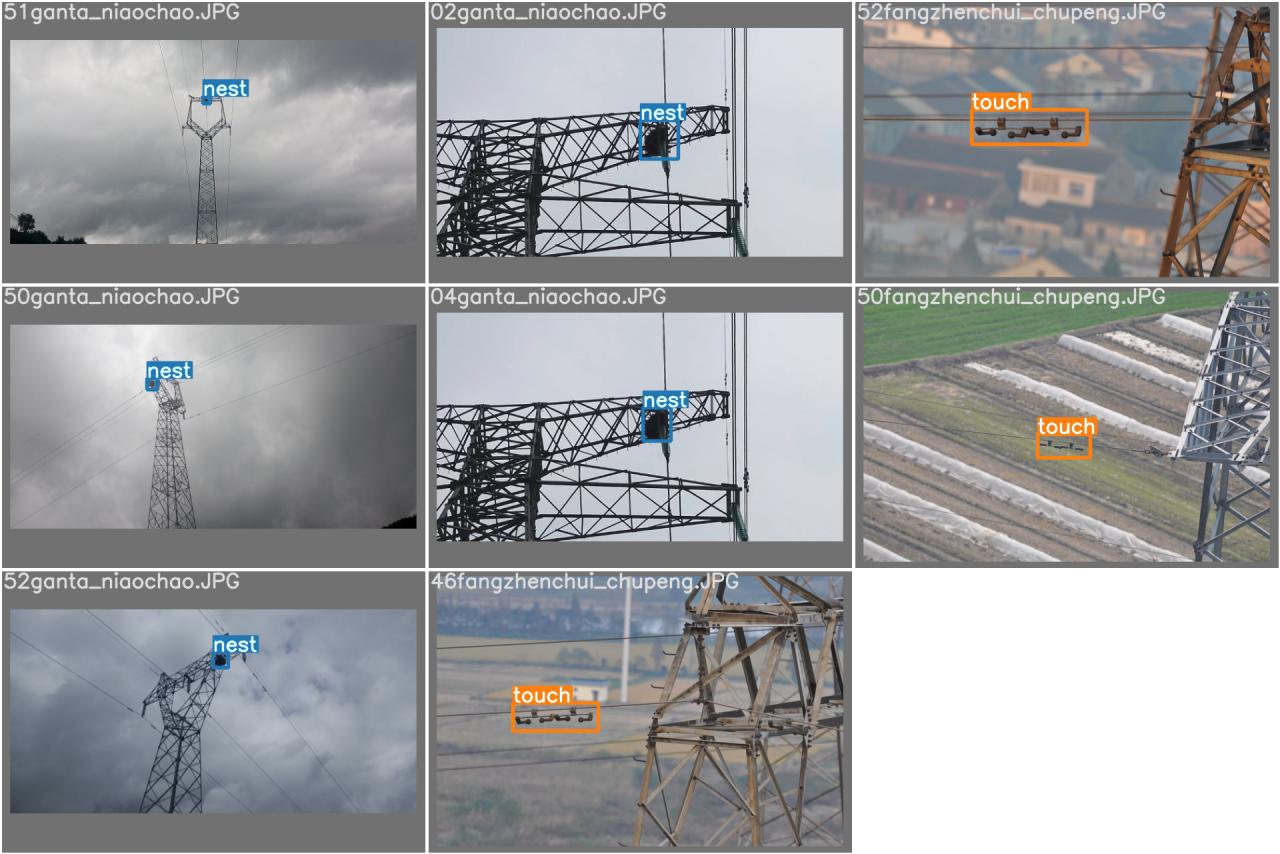 51ganta_niaochao.JPG
nest
02ganta_niaochao.JPG
nest
52fangzhenchui_chupeng.JPG
touch
50ganta_niaochao.JPG
nest
04ganta_niaochao.JPG
nest
50fangzhenchui_chupeng.JPG
touch
52ganta_niaochao.JPG
nest
46fangzhenchui_chupeng.JPG
touch